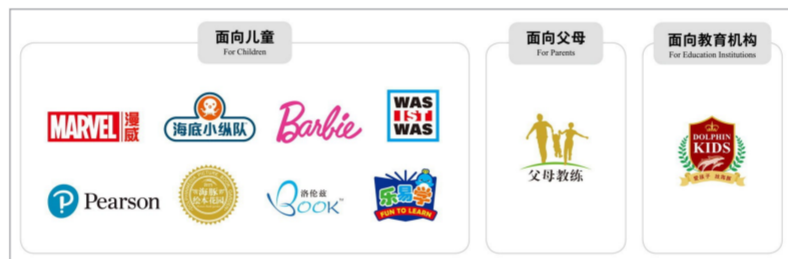 面向儿童
For Children
面向父母
For Parents
面向教育机构
For Education Institutions
MARVEL 漫威
海底小纵队
Barbie
WAS
IST
WAS
Pearson
海豚
绘本花园
洛伦兹
Book
乐易学
FUN TO LEARN
父母教练
DOLPHIN
KIDS